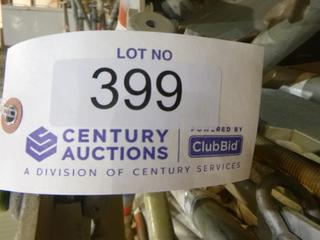 LOT NO
399
CENTURY AUCTIONS
POWERED BY
ClubBid
A DIVISION OF CENTURY SERVICES